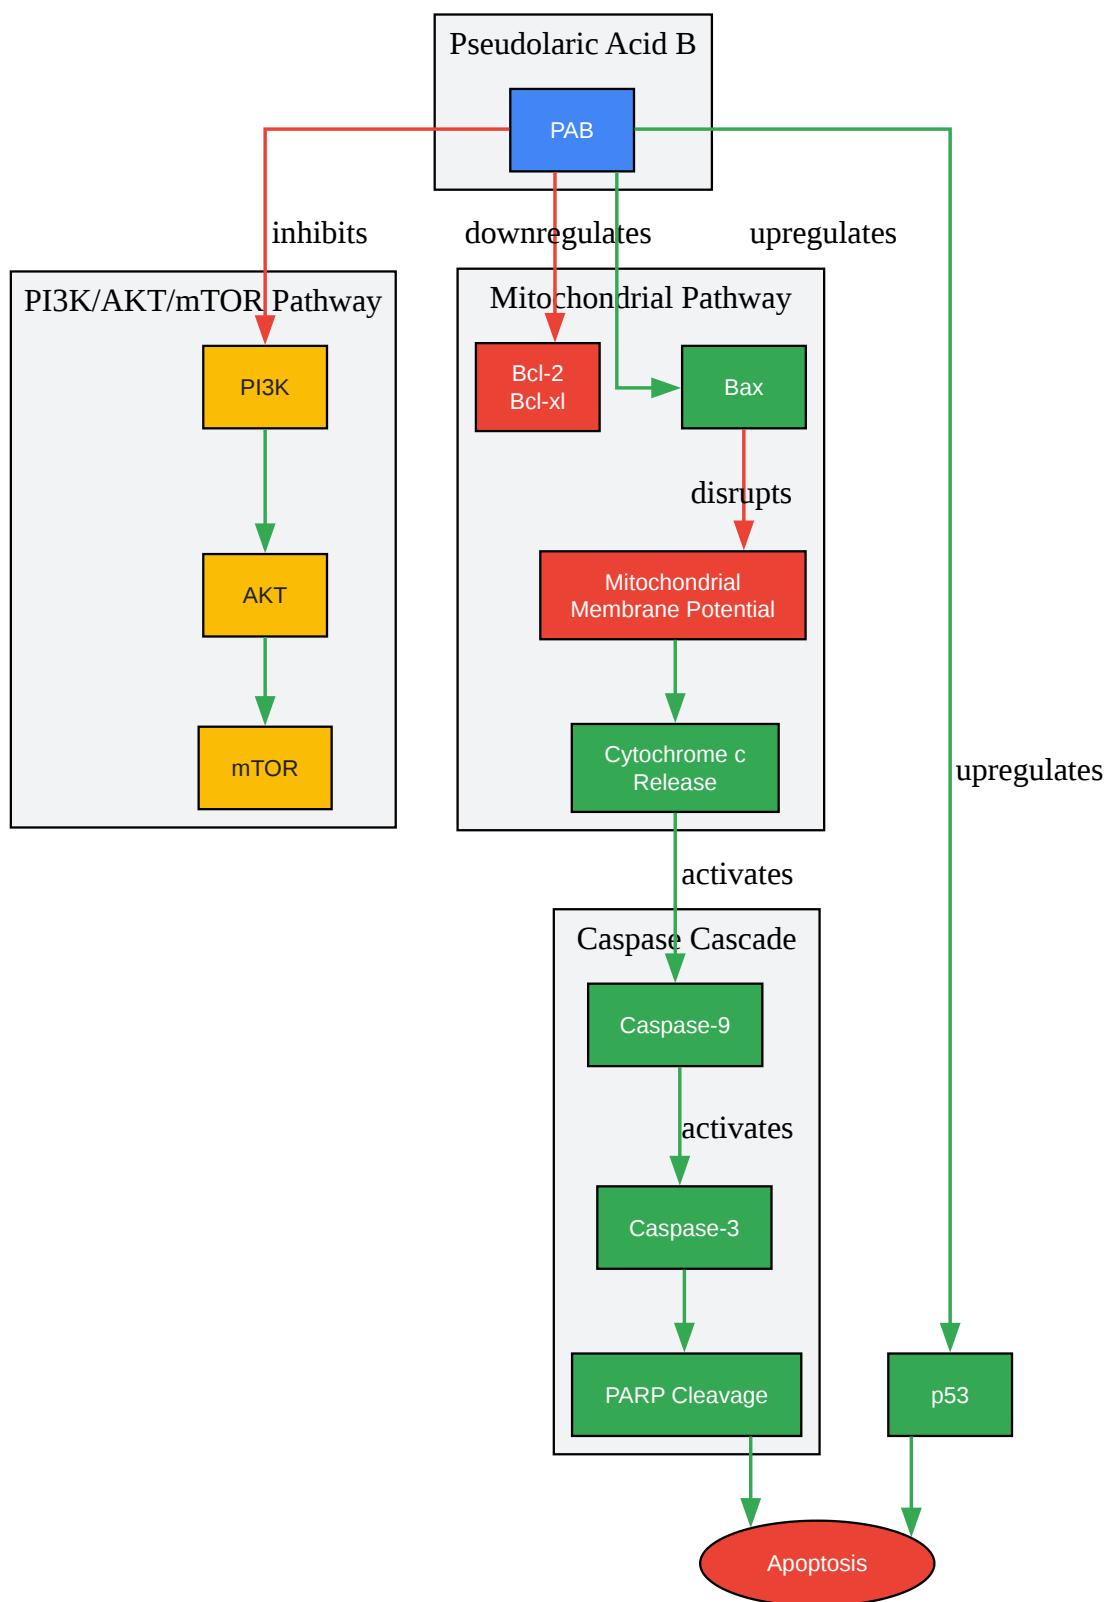 Pseudolaric Acid B
PAB
inhibits
downregulates
upregulates
PI3K/AKT/mTOR Pathway
Mitochondrial Pathway
PI3K
Bcl-2
Bcl-xl
Bax
disrupts
AKT
Mitochondrial
Membrane Potential
mTOR
Cytochrome c
Release
upregulates
activates
Caspase Cascade
Caspase-9
activates
Caspase-3
PARP Cleavage
p53
Apoptosis